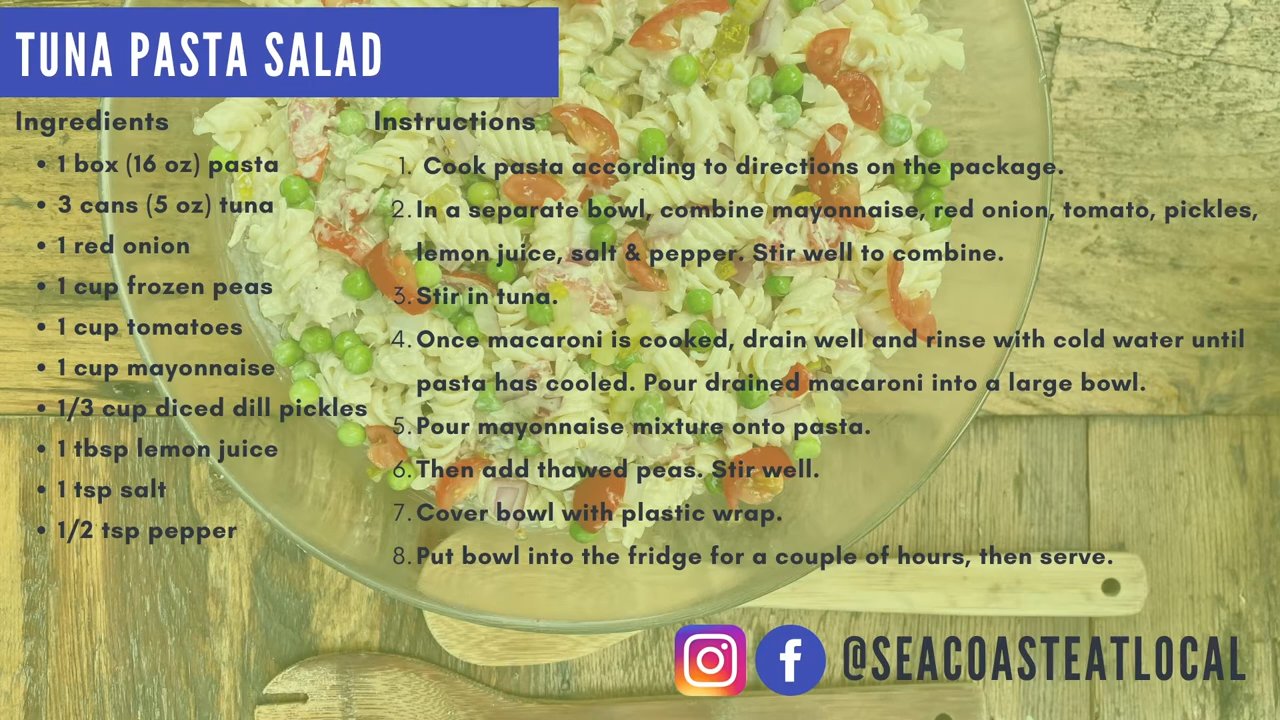 TUNA PASTA SALAD
Ingredients
• 1 box (16 oz) pasta
• 3 cans (5 oz) tuna
• 1 red onion
• 1 cup frozen peas
• 1 cup tomatoes
• 1 cup mayonnaise
• 1/3 cup diced dill pickles
• 1 tbsp lemon juice
• 1 tsp salt
• 1/2 tsp pepper
Instructions
1. Cook pasta according to directions on the package.
2. In a separate bowl, combine mayonnaise, red onion, tomato, pickles,
lemon juice, salt & pepper. Stir well to combine.
3. Stir in tuna.
4. Once macaroni is cooked, drain well and rinse with cold water until
pasta has cooled. Pour drained macaroni into a large bowl.
5. Pour mayonnaise mixture onto pasta.
6. Then add thawed peas. Stir well.
7. Cover bowl with plastic wrap.
8. Put bowl into the fridge for a couple of hours, then serve.
@SEACOASTEATLOCAL